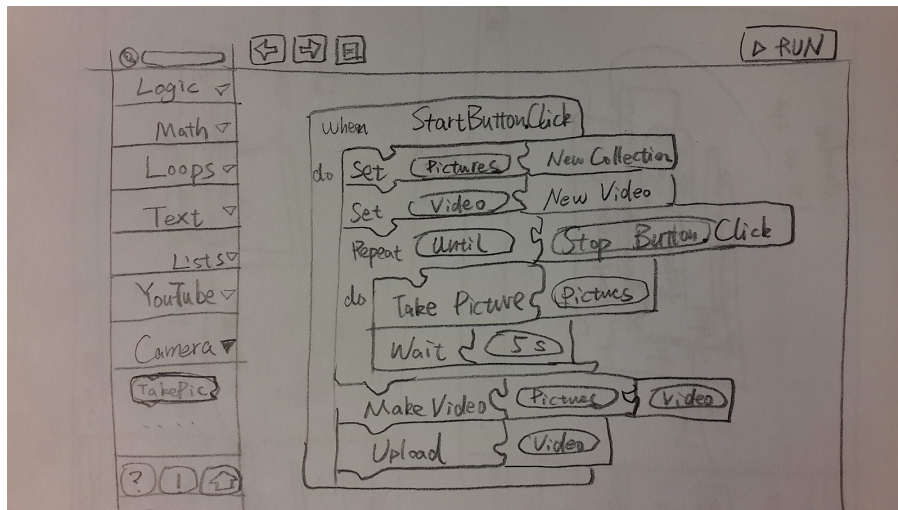 RUN
Logic
Math
Loops
Text
Lists
YouTube
Camera
TakePic
.....
?
when StartButtonClick
do Set Pictures New Collection
Set Video New Video
Repeat Until Stop Button Click
do Take Picture Pictures
Wait 5s
Make Video Pictures Video
Upload Video